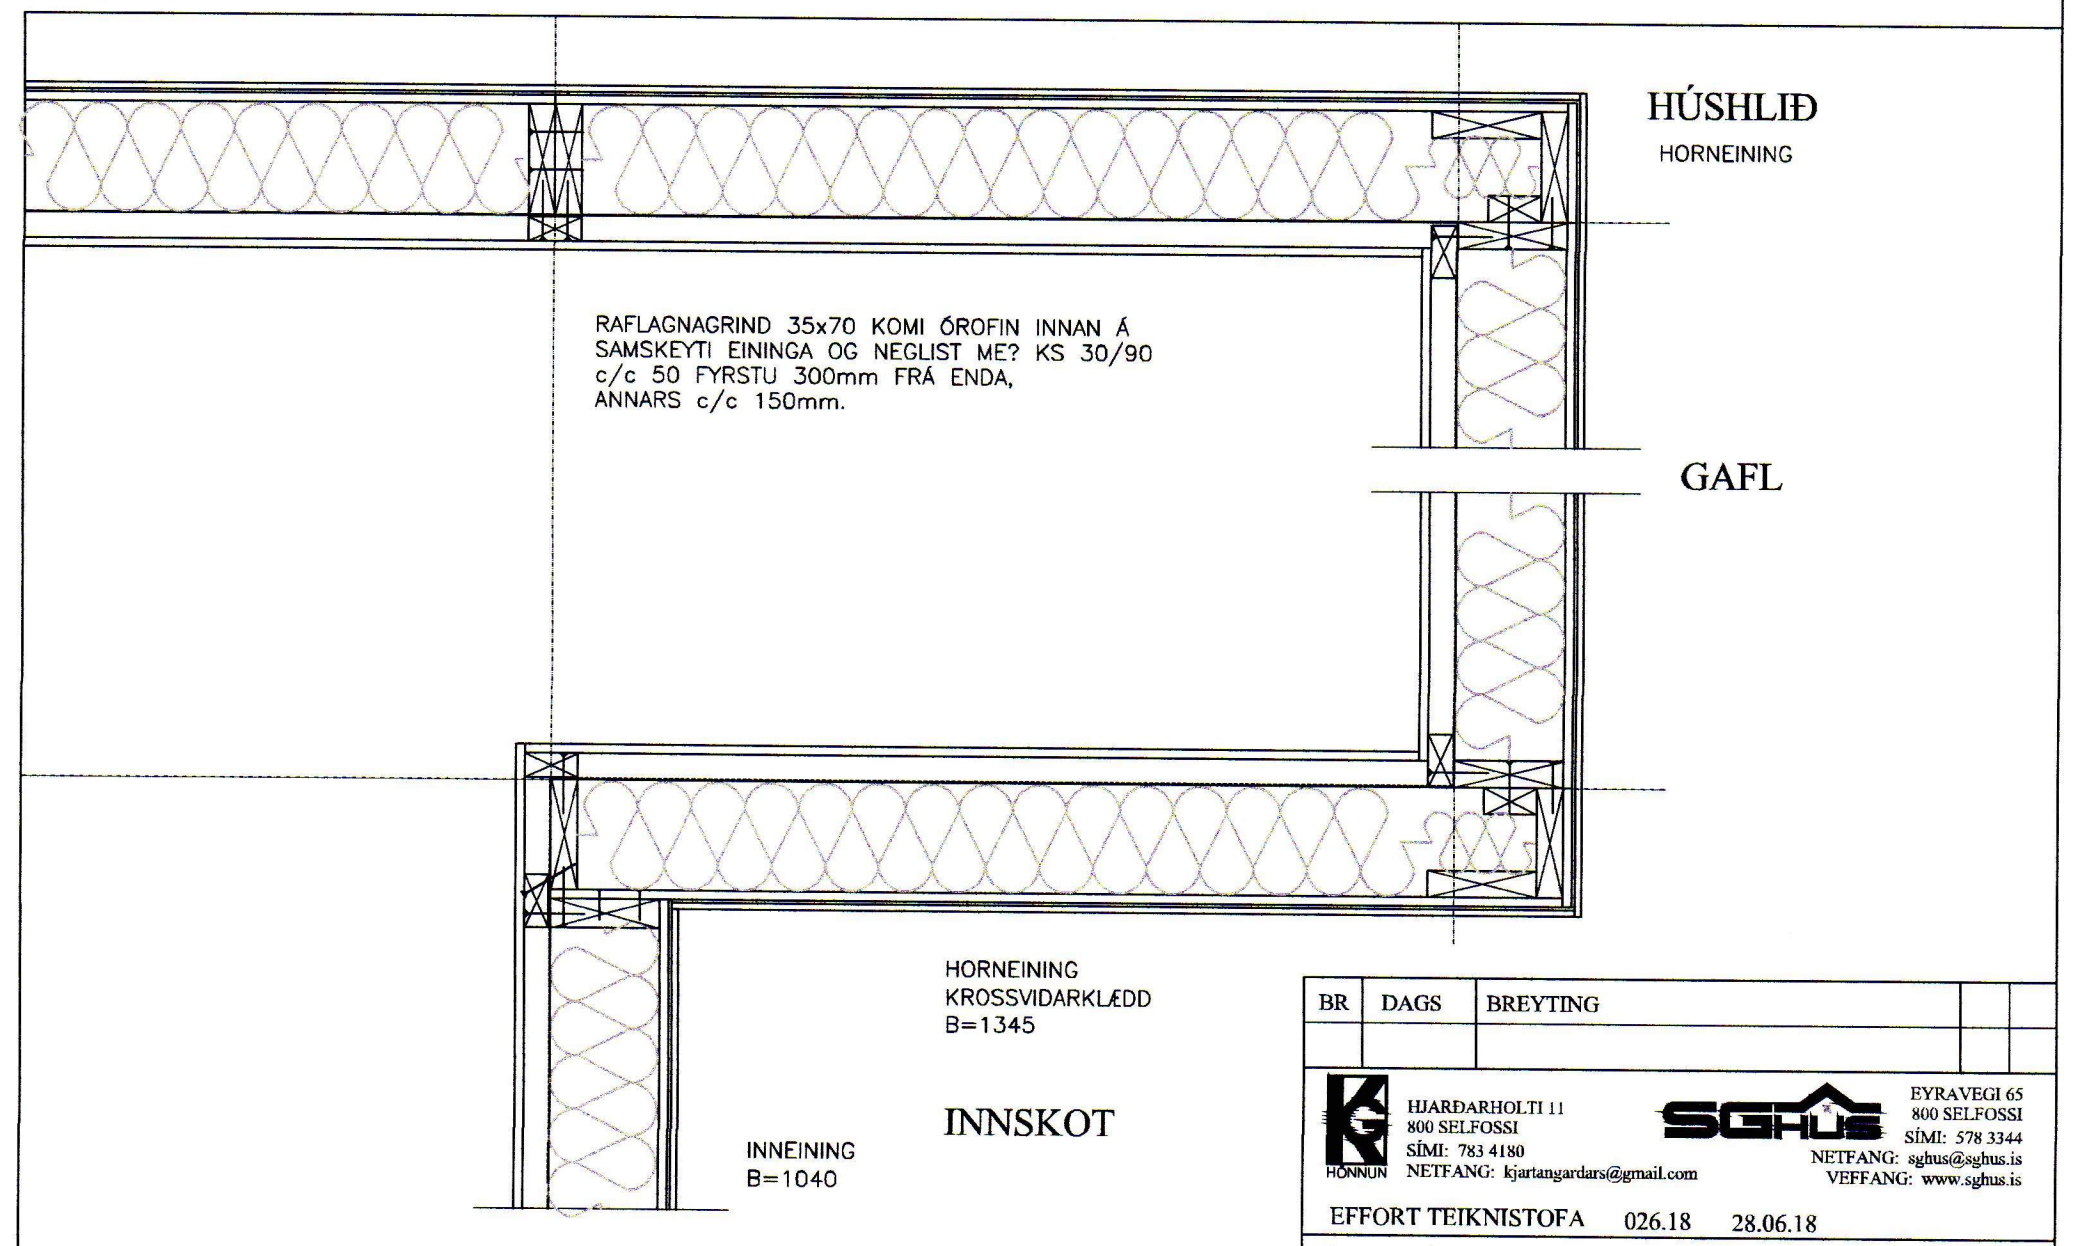 HÚSHLIÐ
HORNEINING
RAFLAGNAGRIND 35x70 KOMI ÓROFIN INNAN Á
SAMSKEYTI EININGA OG NEGLIST ME? KS 30/90
c/c 50 FYRSTU 300mm FRÁ ENDA,
ANNARS c/c 150mm.
GAFL
HORNEINING
KROSSVIDARKLÆDD
B=1345
INNSKOT
INNEINING
B=1040
BR DAGS BREYTING
KG
HÖNNUN
HJARÐARHOLTI 11
800 SELFOSSI
SÍMI: 783 4180
NETFANG: kjartangardars@gmail.com
SGHUS
EYRAVEGI 65
800 SELFOSSI
SÍMI: 578 3344
NETFANG: sghus@sghus.is
VEFFANG: www.sghus.is
EFFORT TEIKNISTOFA 026.18 28.06.18